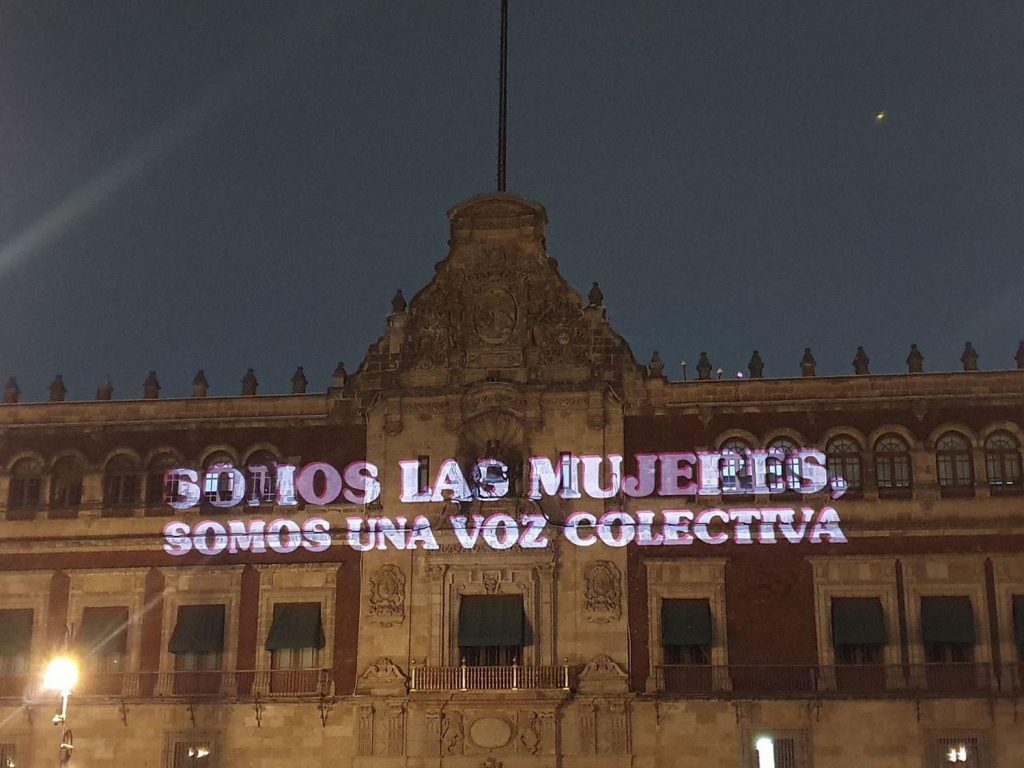 SOMOS LAS MUJERES,
SOMOS UNA VOZ COLECTIVA